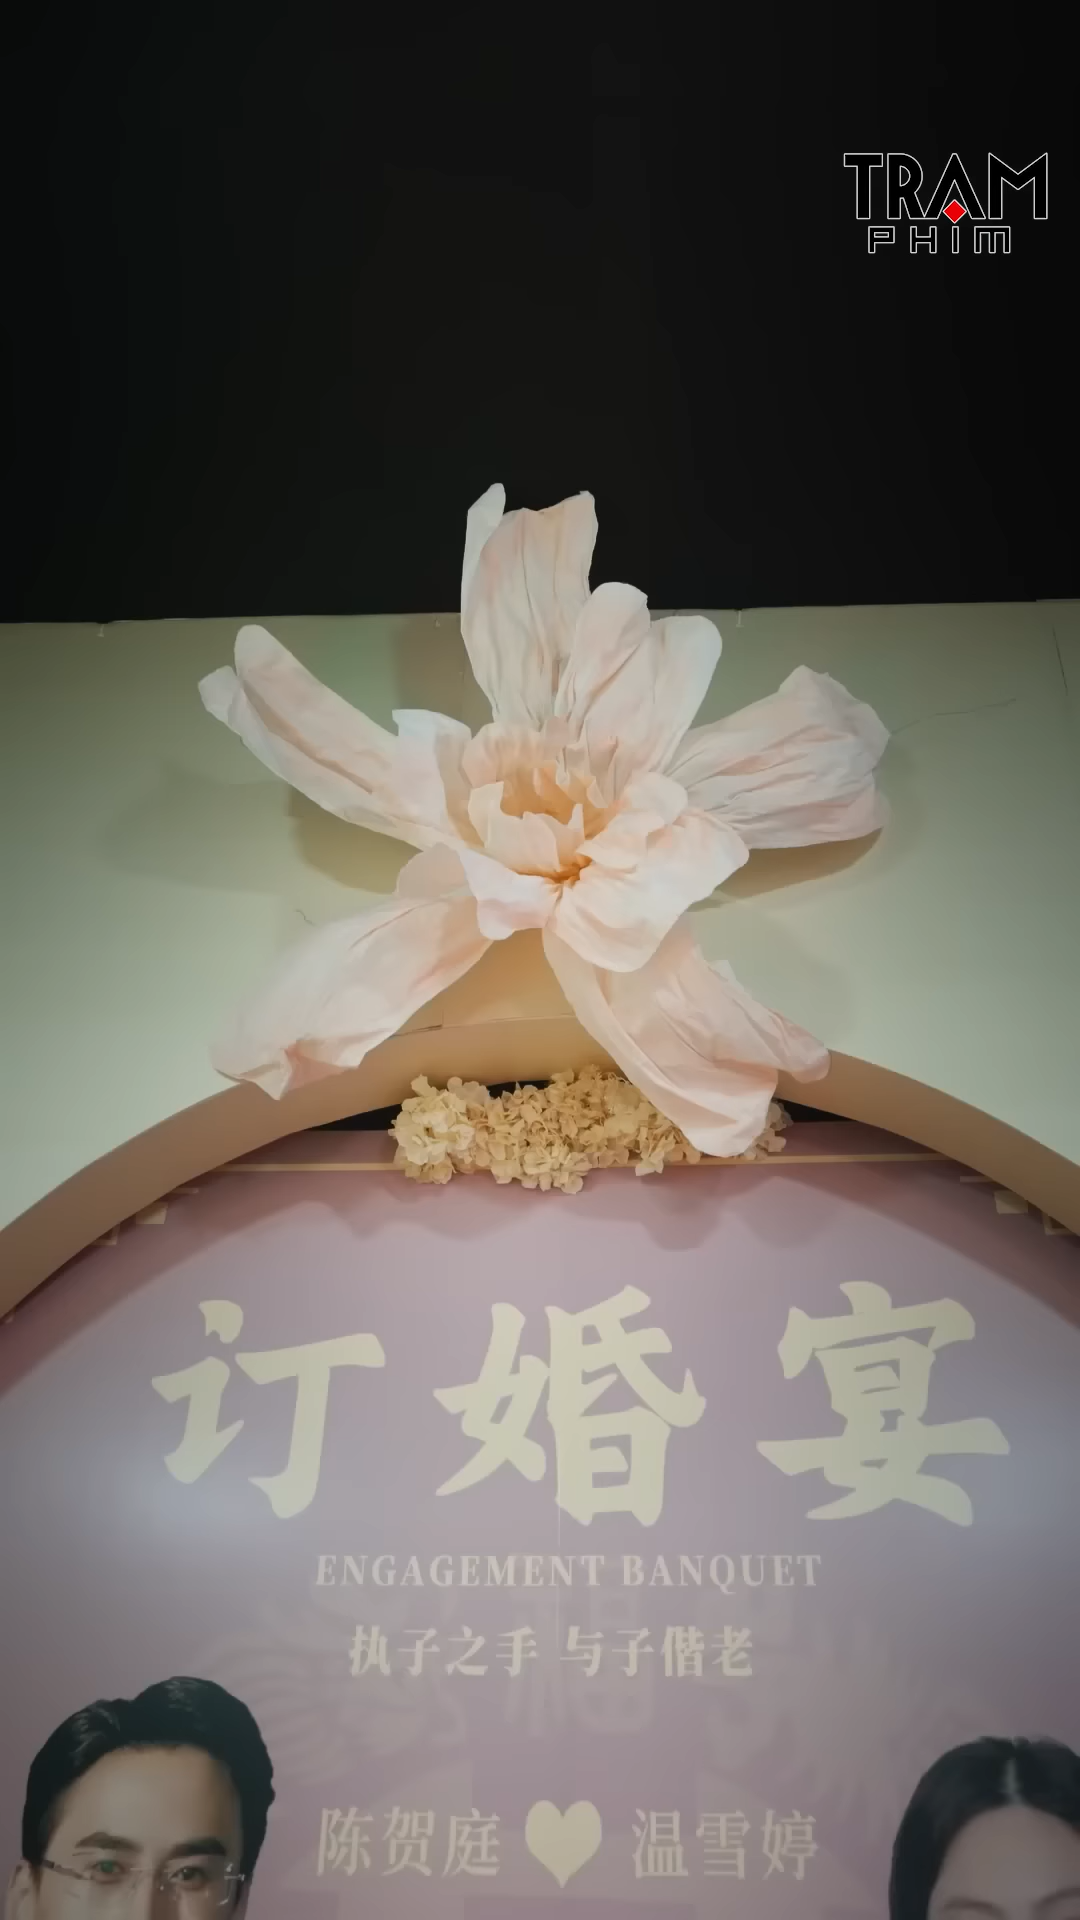 TRAM
PHIM
订婚宴
ENGAGEMENT BANQUET
执子之手 与子偕老
陈贺庭 温雪婷